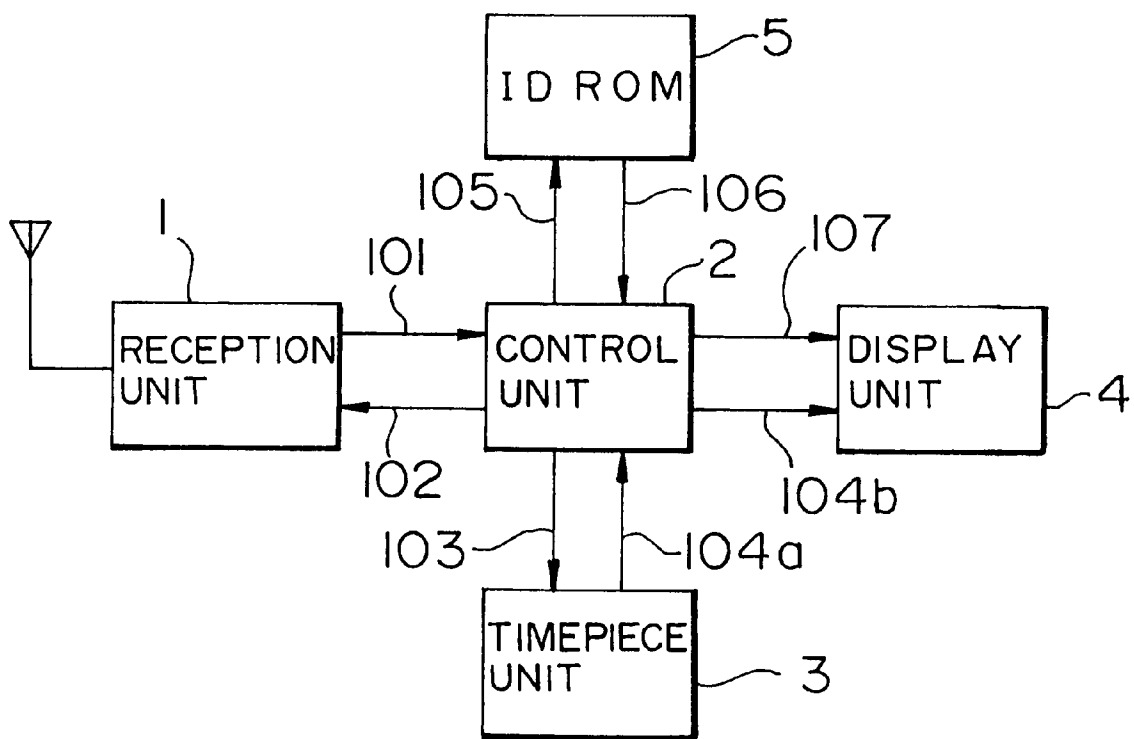 5
ID ROM
105
106
1
101
2
107
RECEPTION
UNIT
CONTROL
UNIT
DISPLAY
UNIT
4
102
104b
103
104a
TIMEPIECE
UNIT
3